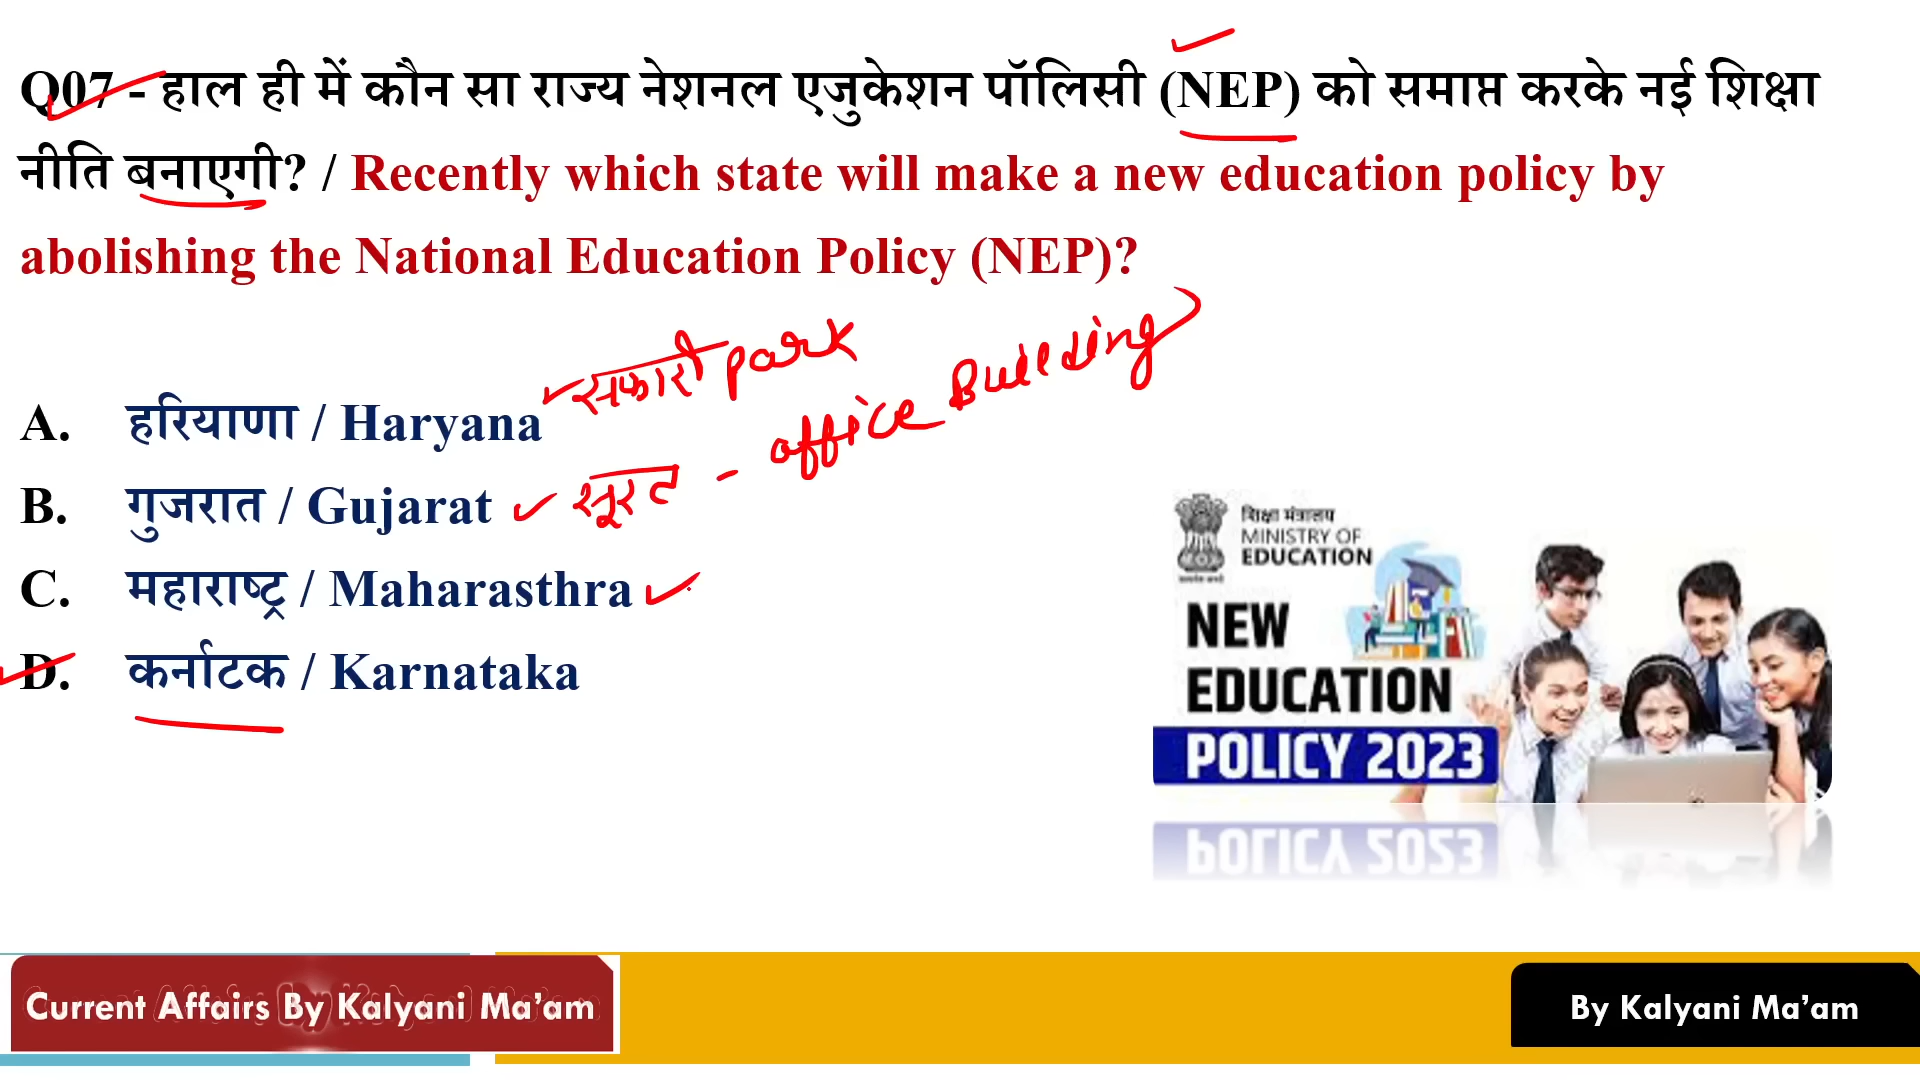 Q07 - हाल ही में कौन सा राज्य नेशनल एजुकेशन पॉलिसी (NEP) को समाप्त करके नई शिक्षा
नीति बनाएगी? / Recently which state will make a new education policy by
abolishing the National Education Policy (NEP)?
A. हरियाणा / Haryana सफारी park
B. गुजरात / Gujarat सूरत - office Building
C. महाराष्ट्र / Maharasthra
D. कर्नाटक / Karnataka
शिक्षा मंत्रालय
MINISTRY OF
EDUCATION
NEW
EDUCATION
POLICY 2023
Current Affairs By Kalyani Ma’am
By Kalyani Ma’am